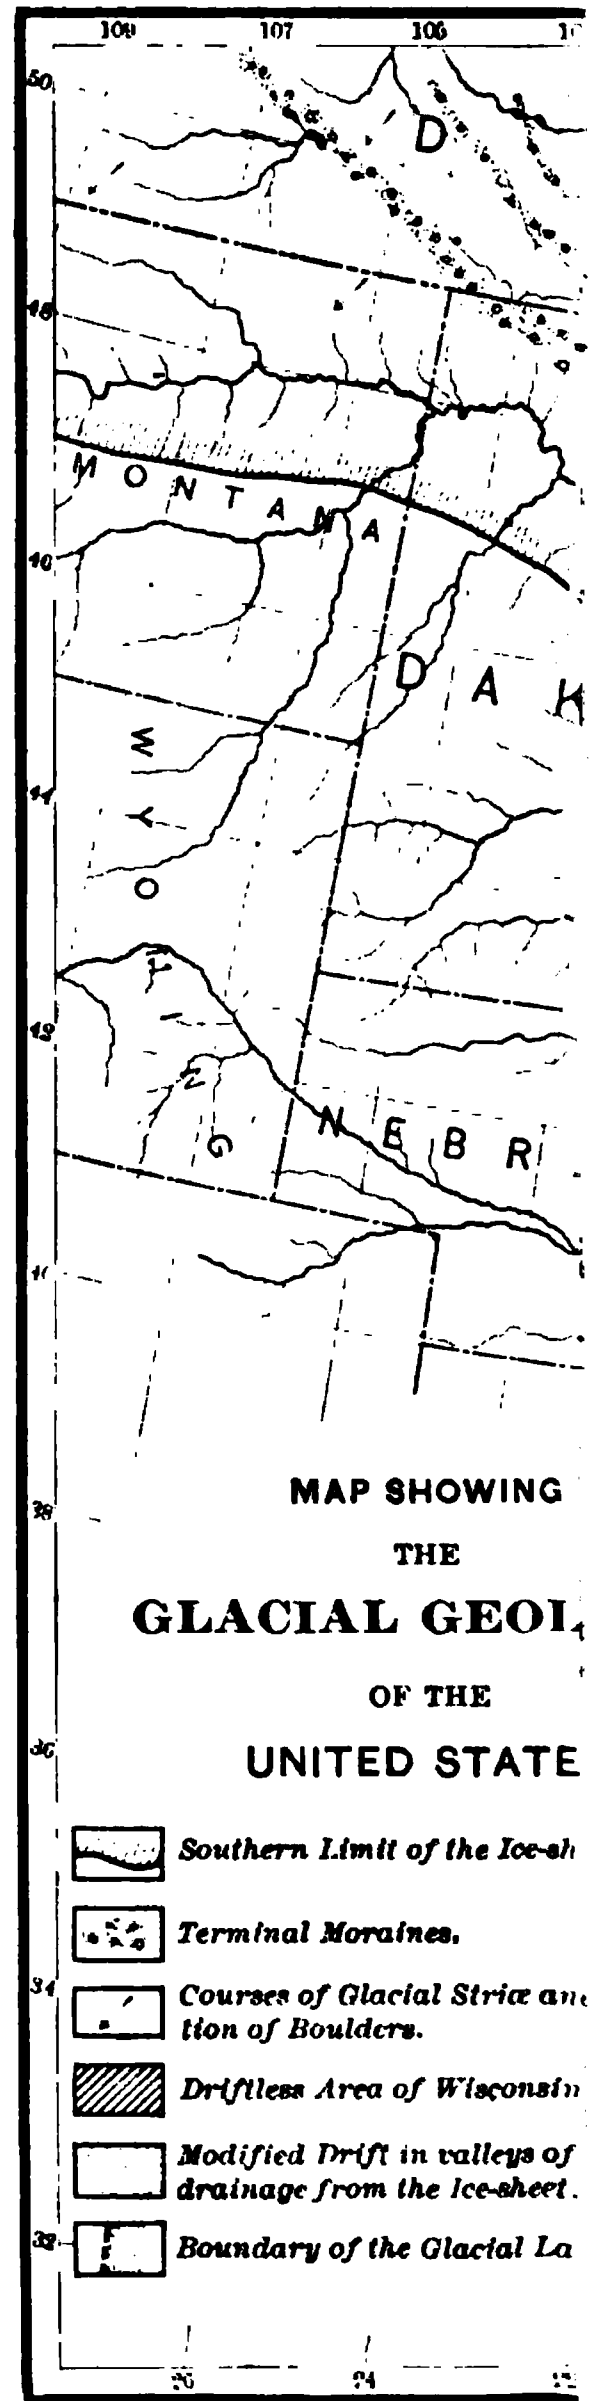 109 107 105
50
D
48
MONTANA
46
DAK
WYOMING
44
42
NEBR
MAP SHOWING
38
THE
GLACIAL GEOL
OF THE
36
UNITED STATE
Southern Limit of the Ice-sh
Terminal Moraines.
34
Courses of Glacial Striæ an
tion of Boulders.
Driftless Area of Wisconsin
Modified Drift in valleys of
drainage from the Ice-sheet.
32
Boundary of the Glacial La
94